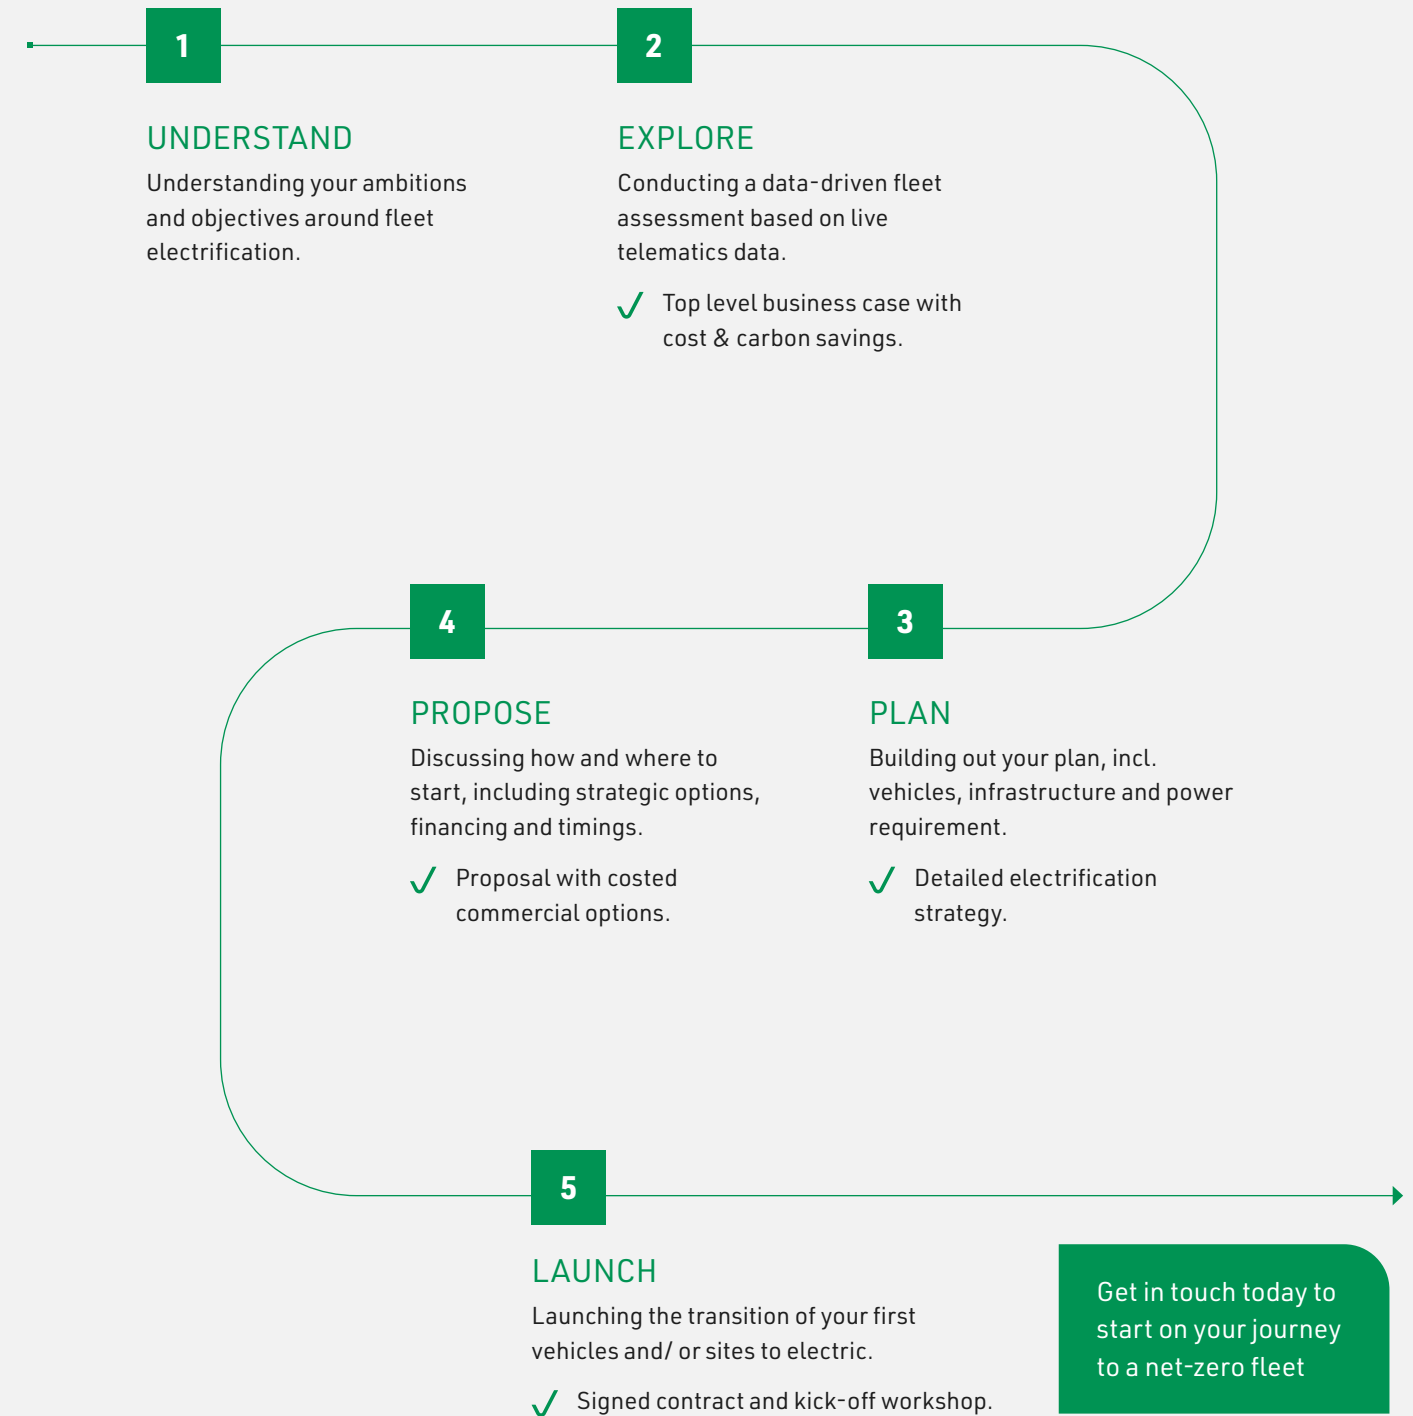 1
UNDERSTAND
Understanding your ambitions
and objectives around fleet
electrification.
2
EXPLORE
Conducting a data-driven fleet
assessment based on live
telematics data.
Top level business case with
cost & carbon savings.
3
PLAN
Building out your plan, incl.
vehicles, infrastructure and power
requirement.
Detailed electrification
strategy.
4
PROPOSE
Discussing how and where to
start, including strategic options,
financing and timings.
Proposal with costed
commercial options.
5
LAUNCH
Launching the transition of your first
vehicles and/ or sites to electric.
Signed contract and kick-off workshop.
Get in touch today to
start on your journey
to a net-zero fleet